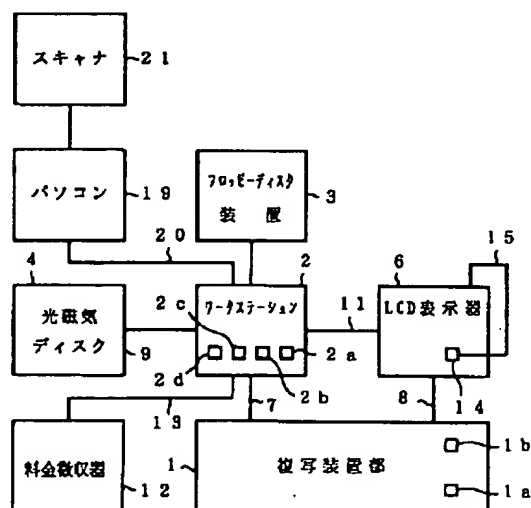 スキャナ
21
パソコン
19
フロッピーディスク
装置
3
20
15
4
2
6
光磁気
ディスク
2c
ワークステーション
11
LCD表示器
9
2d
2b
2a
13
7
8
14
料金徴収器
12
1
複写装置部
1b
1a